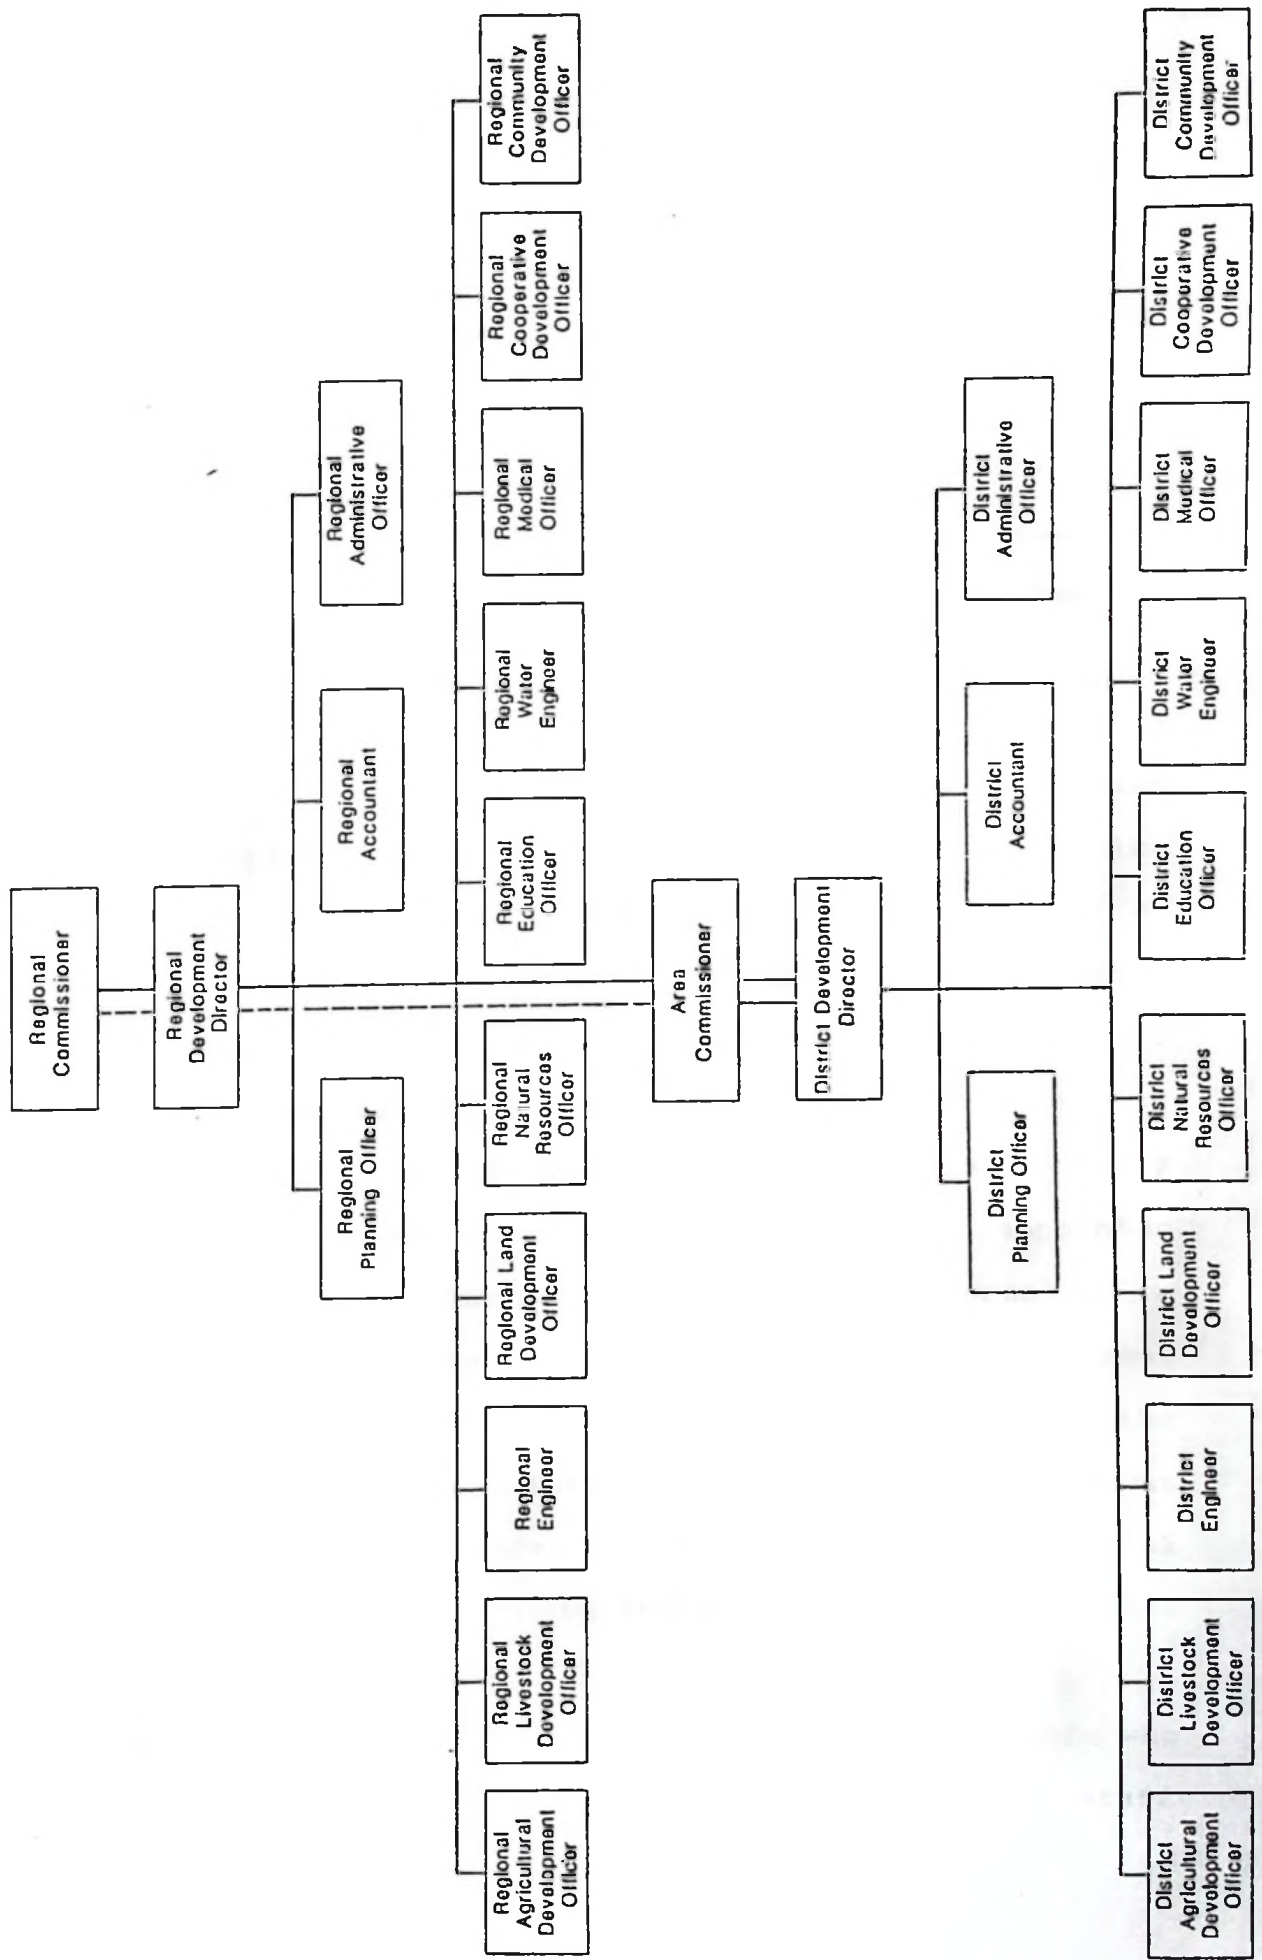 Regional
Commissioner
Regional
Development
Director
Regional
Planning Officer
Regional
Accountant
Regional
Administrative
Officer
Regional
Agricultural
Development
Officer
Regional
Livestock
Development
Officer
Regional
Engineer
Regional Land
Development
Officer
Regional
Natural
Resources
Officer
Regional
Education
Officer
Regional
Water
Engineer
Regional
Medical
Officer
Regional
Cooperative
Development
Officer
Regional
Community
Development
Officer
Area
Commissioner
District Development
Director
District
Planning Officer
District
Accountant
District
Administrative
Officer
District
Agricultural
Development
Officer
District
Livestock
Development
Officer
District
Engineer
District Land
Development
Officer
District
Natural
Resources
Officer
District
Education
Officer
District
Water
Engineer
District
Medical
Officer
District
Cooperative
Development
Officer
District
Community
Development
Officer